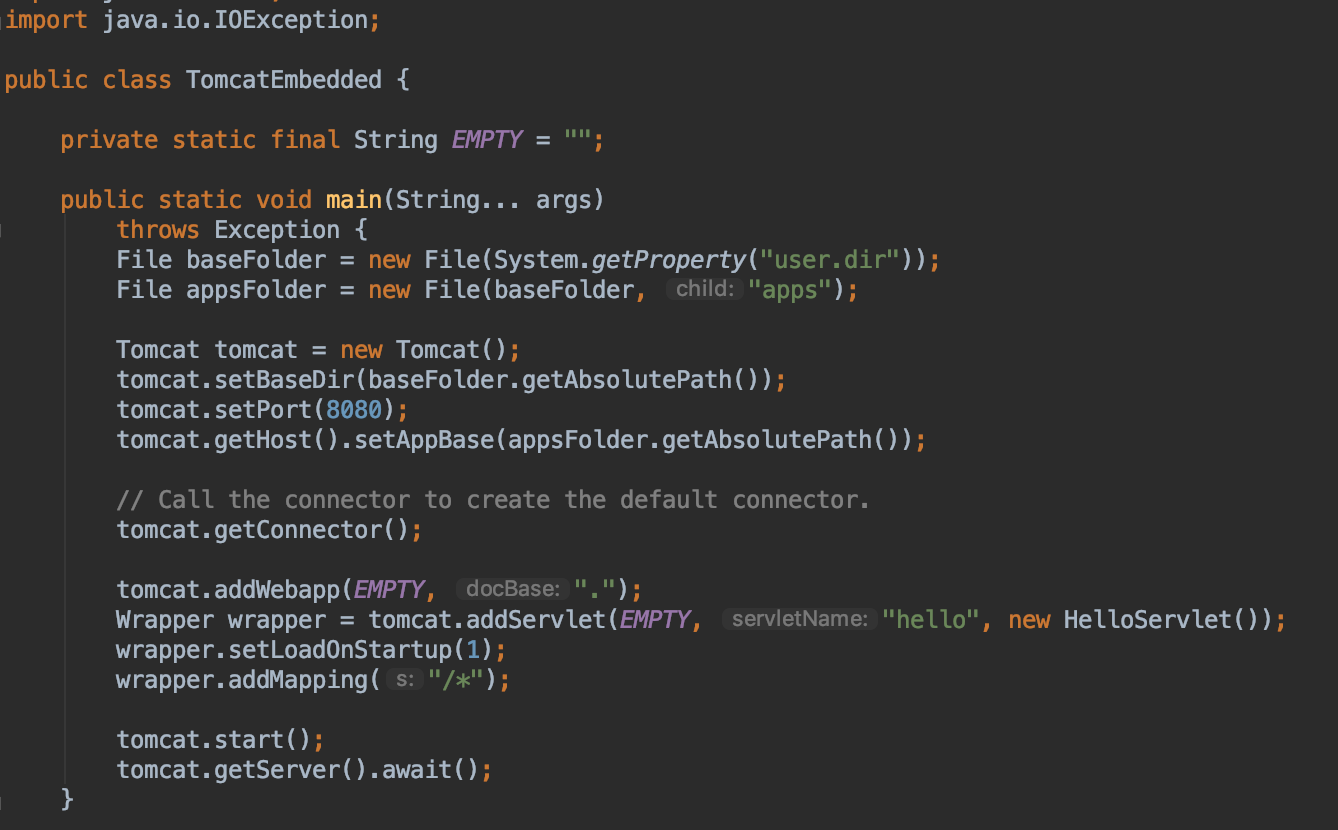 import java.io.IOException;
public class TomcatEmbedded {
private static final String EMPTY = "";
public static void main(String... args)
throws Exception {
File baseFolder = new File(System.getProperty("user.dir"));
File appsFolder = new File(baseFolder, child: "apps");
Tomcat tomcat = new Tomcat();
tomcat.setBaseDir(baseFolder.getAbsolutePath());
tomcat.setPort(8080);
tomcat.getHost().setAppBase(appsFolder.getAbsolutePath());
// Call the connector to create the default connector.
tomcat.getConnector();
tomcat.addWebapp(EMPTY, docBase: ".");
Wrapper wrapper = tomcat.addServlet(EMPTY, servletName: "hello", new HelloServlet());
wrapper.setLoadOnStartup(1);
wrapper.addMapping( s: "/*");
tomcat.start();
tomcat.getServer().await();
}